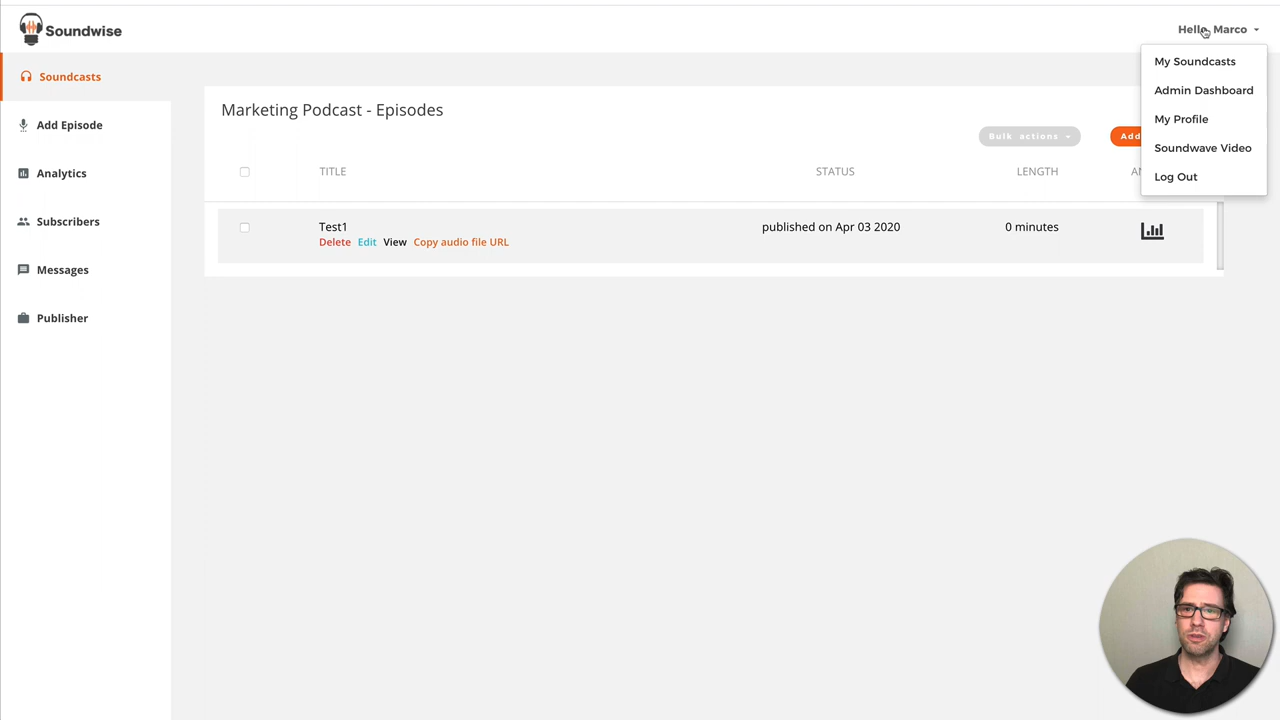 Soundwise
Hello, Marco
My Soundcasts
Admin Dashboard
My Profile
Soundwave Video
Log Out
Soundcasts
Add Episode
Analytics
Subscribers
Messages
Publisher
Marketing Podcast - Episodes
Bulk actions
Add
TITLE STATUS LENGTH
Test1 published on Apr 03 2020 0 minutes
Delete Edit View Copy audio file URL